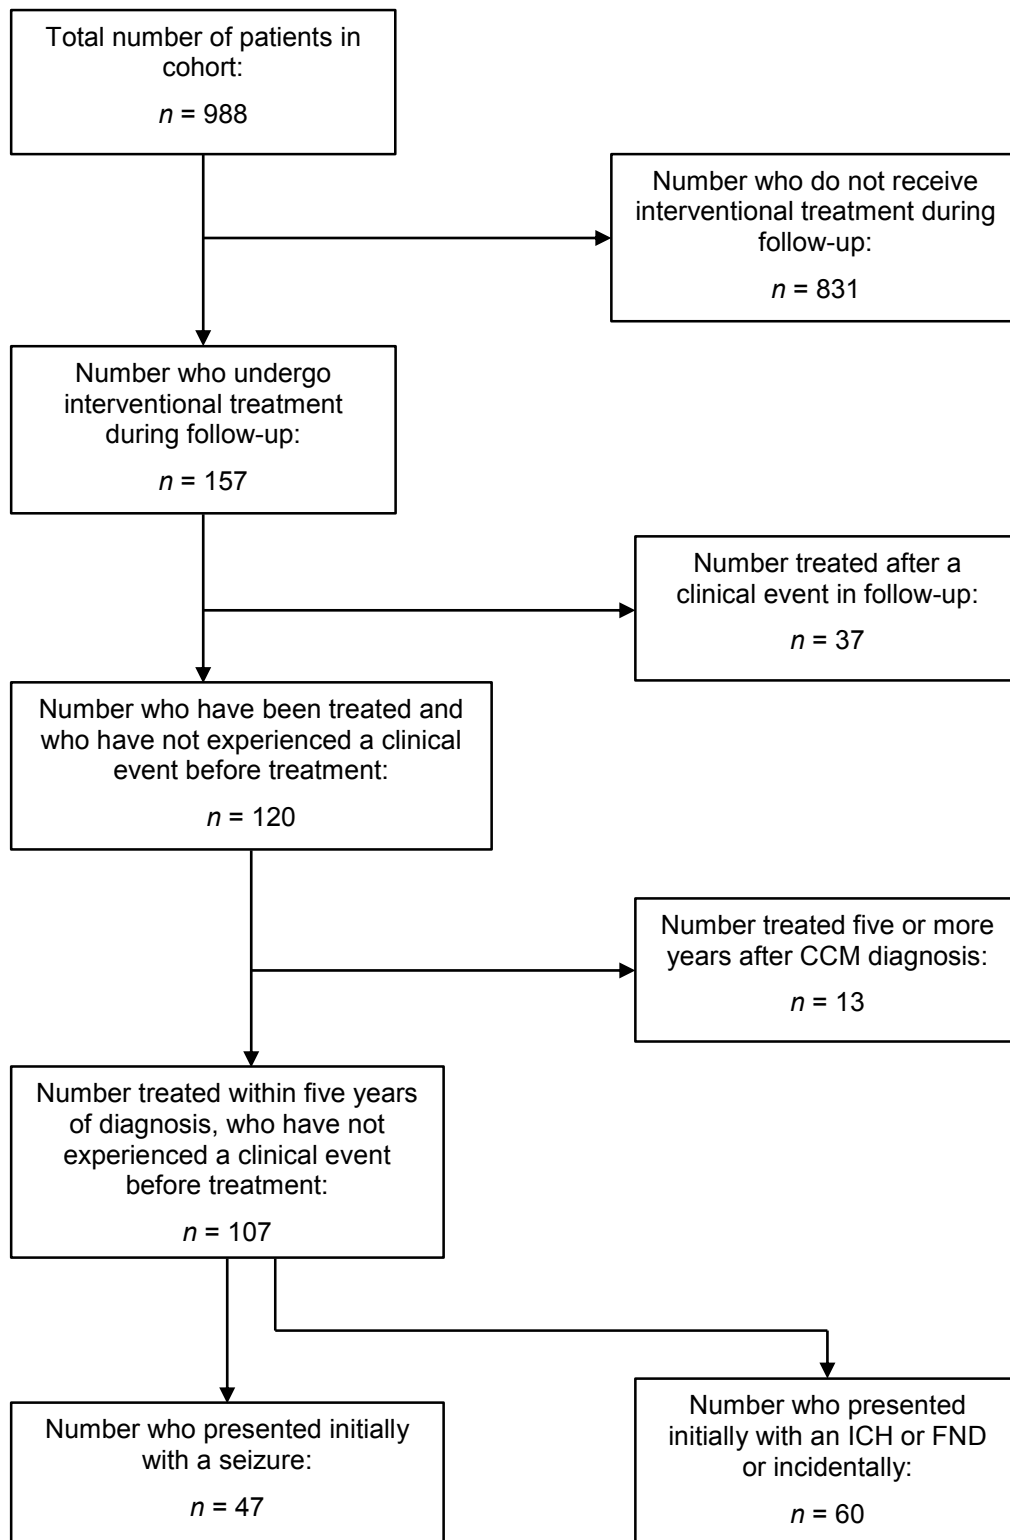 Total number of patients in
cohort:
n = 988
Number who do not receive
interventional treatment during
follow-up:
n = 831
Number who undergo
interventional treatment
during follow-up:
n = 157
Number treated after a
clinical event in follow-up:
n = 37
Number who have been treated and
who have not experienced a clinical
event before treatment:
n = 120
Number treated five or more
years after CCM diagnosis:
n = 13
Number treated within five years
of diagnosis, who have not
experienced a clinical event
before treatment:
n = 107
Number who presented initially
with a seizure:
n = 47
Number who presented
initially with an ICH or FND
or incidentally:
n = 60